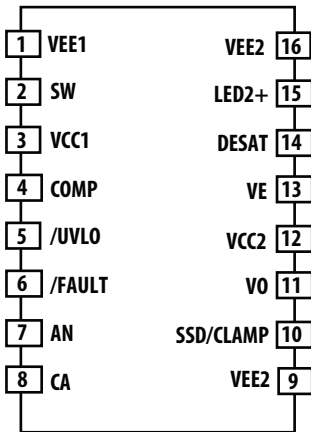 1 VEE1
VEE2 16
2 SW
LED2+ 15
3 VCC1
DESAT 14
4 COMP
VE 13
5 /UVLO
VCC2 12
6 /FAULT
VO 11
7 AN
SSD/CLAMP 10
8 CA
VEE2 9